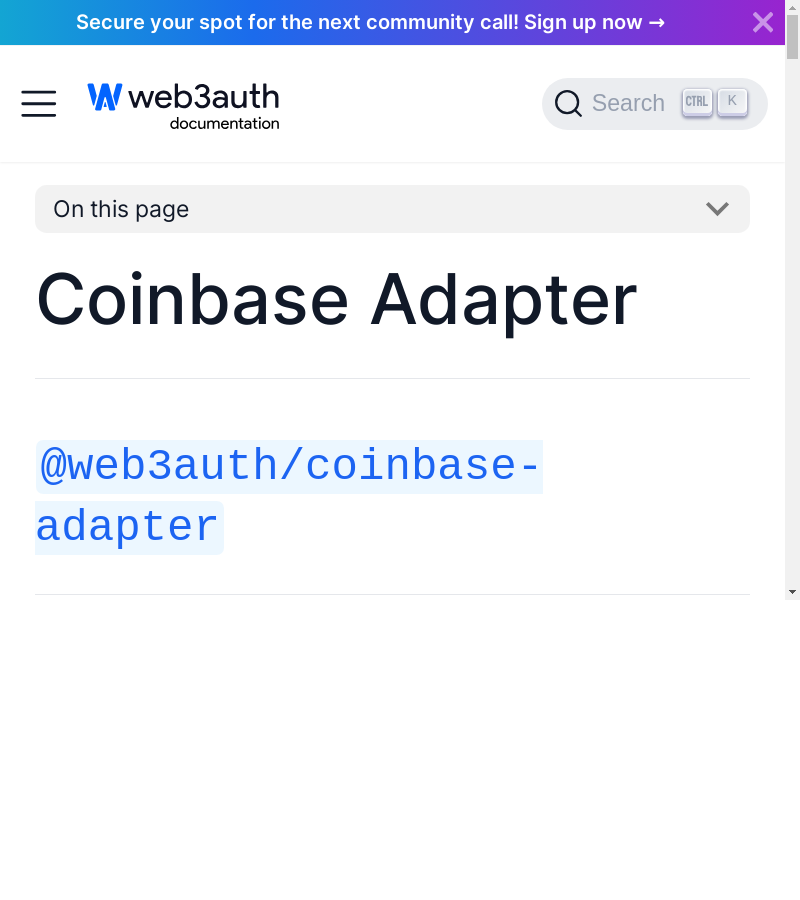 Secure your spot for the next community call! Sign up now →
web3auth
documentation
Search CTRL K
On this page
Coinbase Adapter
@web3auth/coinbase-
adapter